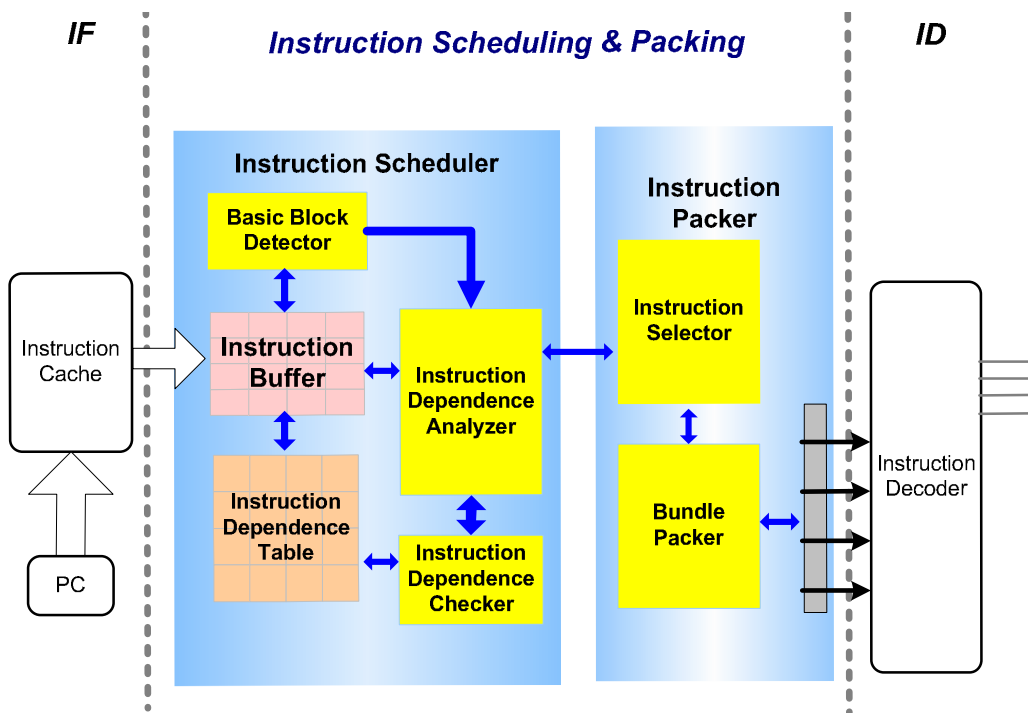 IF
Instruction Scheduling & Packing
ID
Instruction Scheduler
Basic Block
Detector
Instruction
Packer
Instruction
Cache
Instruction
Buffer
Instruction
Dependence
Analyzer
Instruction
Selector
Instruction
Dependence
Table
Instruction
Dependence
Checker
Bundle
Packer
Instruction
Decoder
PC